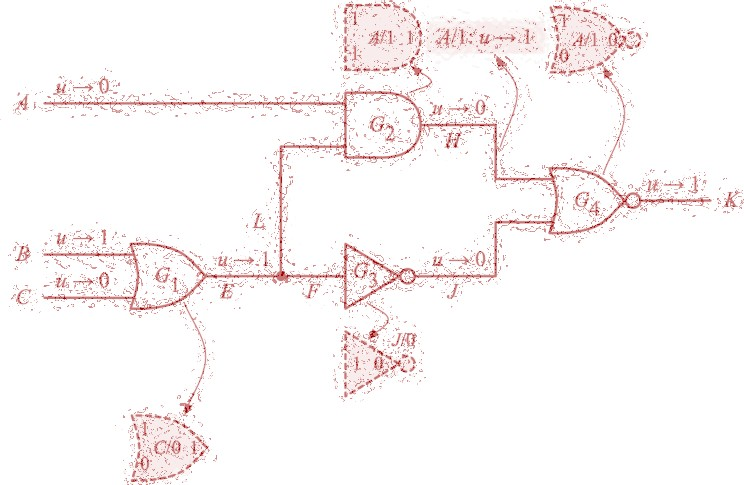 1
A/1 1
1
A/1: u → 1
1
A/1 0
0
A
u → 0
G2
u → 0
H
G4
u → 1
K
L
B
u → 1
C
u → 0
G1
u → 1
E
F
G3
u → 0
J
J/0
1 0
1
C/0 1
0